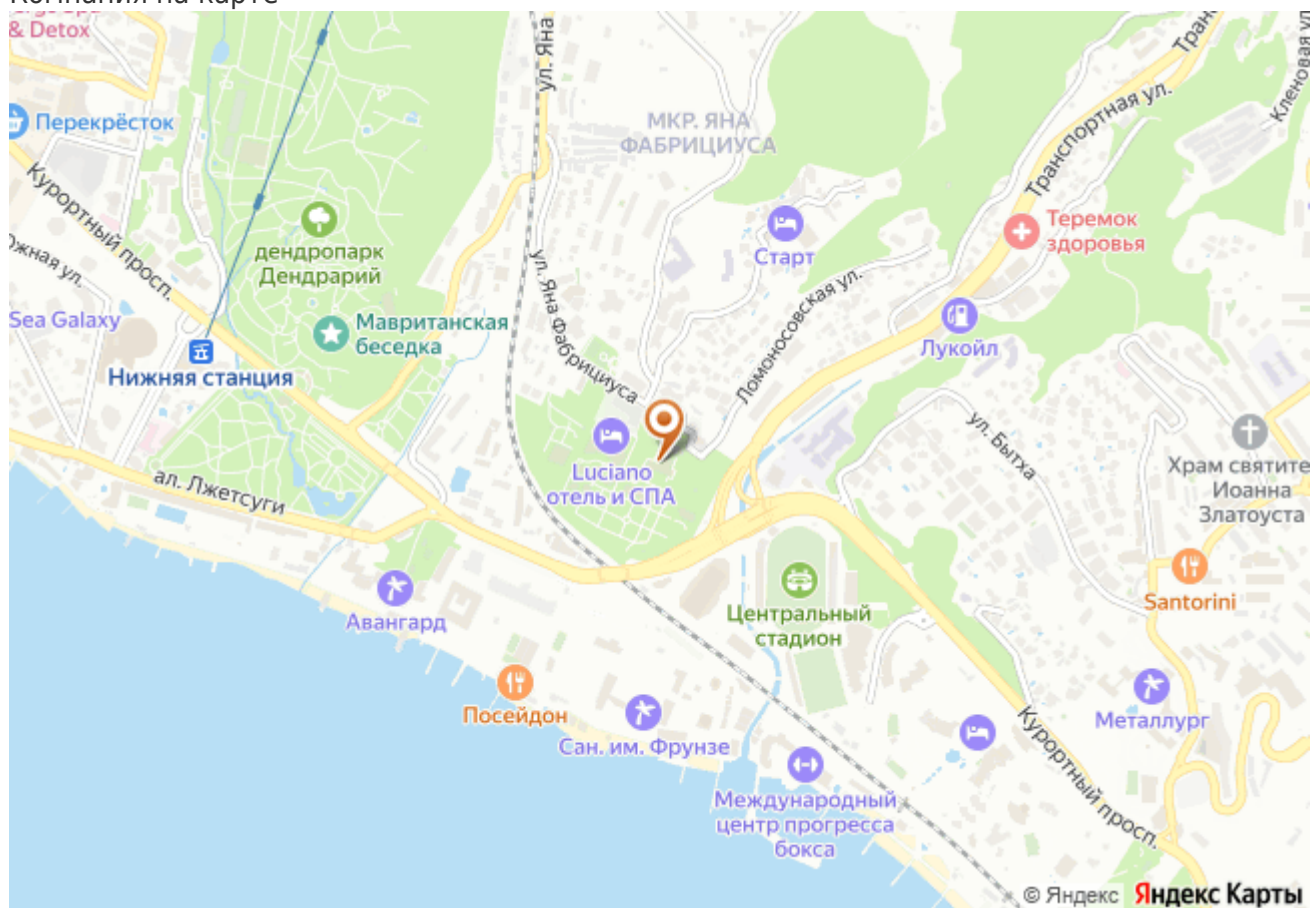 Компания на карте
& Detox
Перекрёсток
ул. Яна
МКР. ЯНА
ФАБРИЦИУСА
Транспортная ул.
Кленовая ул.
Курортный просп.
дендропарк
Дендрарий
Южная ул.
Sea Galaxy
Мавританская
беседка
Нижняя станция
ул. Яна Фабрициуса
Старт
Ломоносовская ул.
Теремок
здоровья
Лукойл
Luciano
отель и СПА
ул. Бытха
Храм святите
Иоанна
Златоуста
ал. Лжетсуги
Авангард
Центральный
стадион
Santorini
Посейдон
Сан. им. Фрунзе
Металлург
Курортный просп.
Международный
центр прогресса
бокса
© Яндекс Яндекс Карты